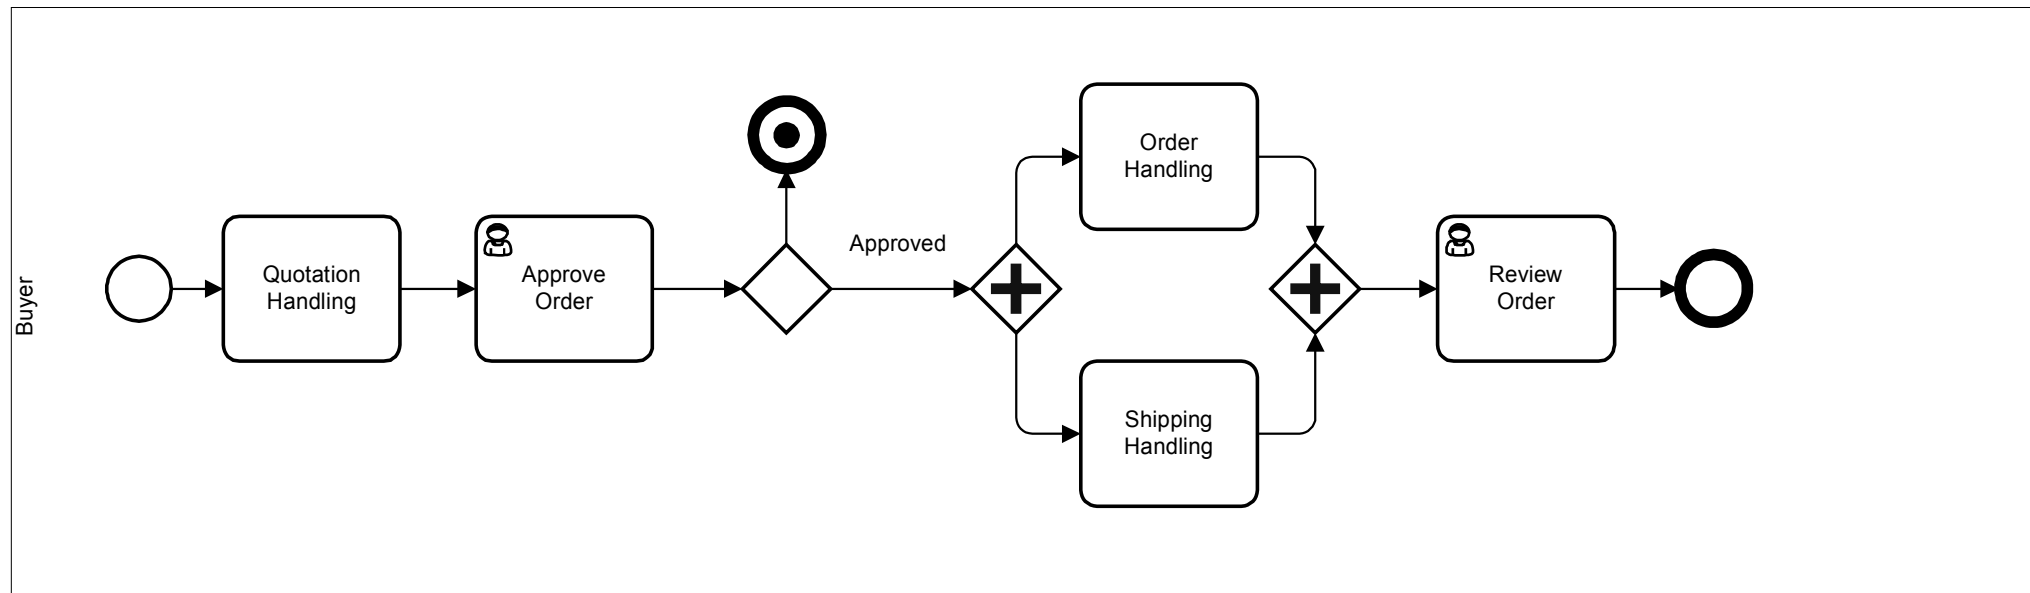 Buyer
Quotation
Handling
Approve
Order
Approved
Order
Handling
Shipping
Handling
Review
Order